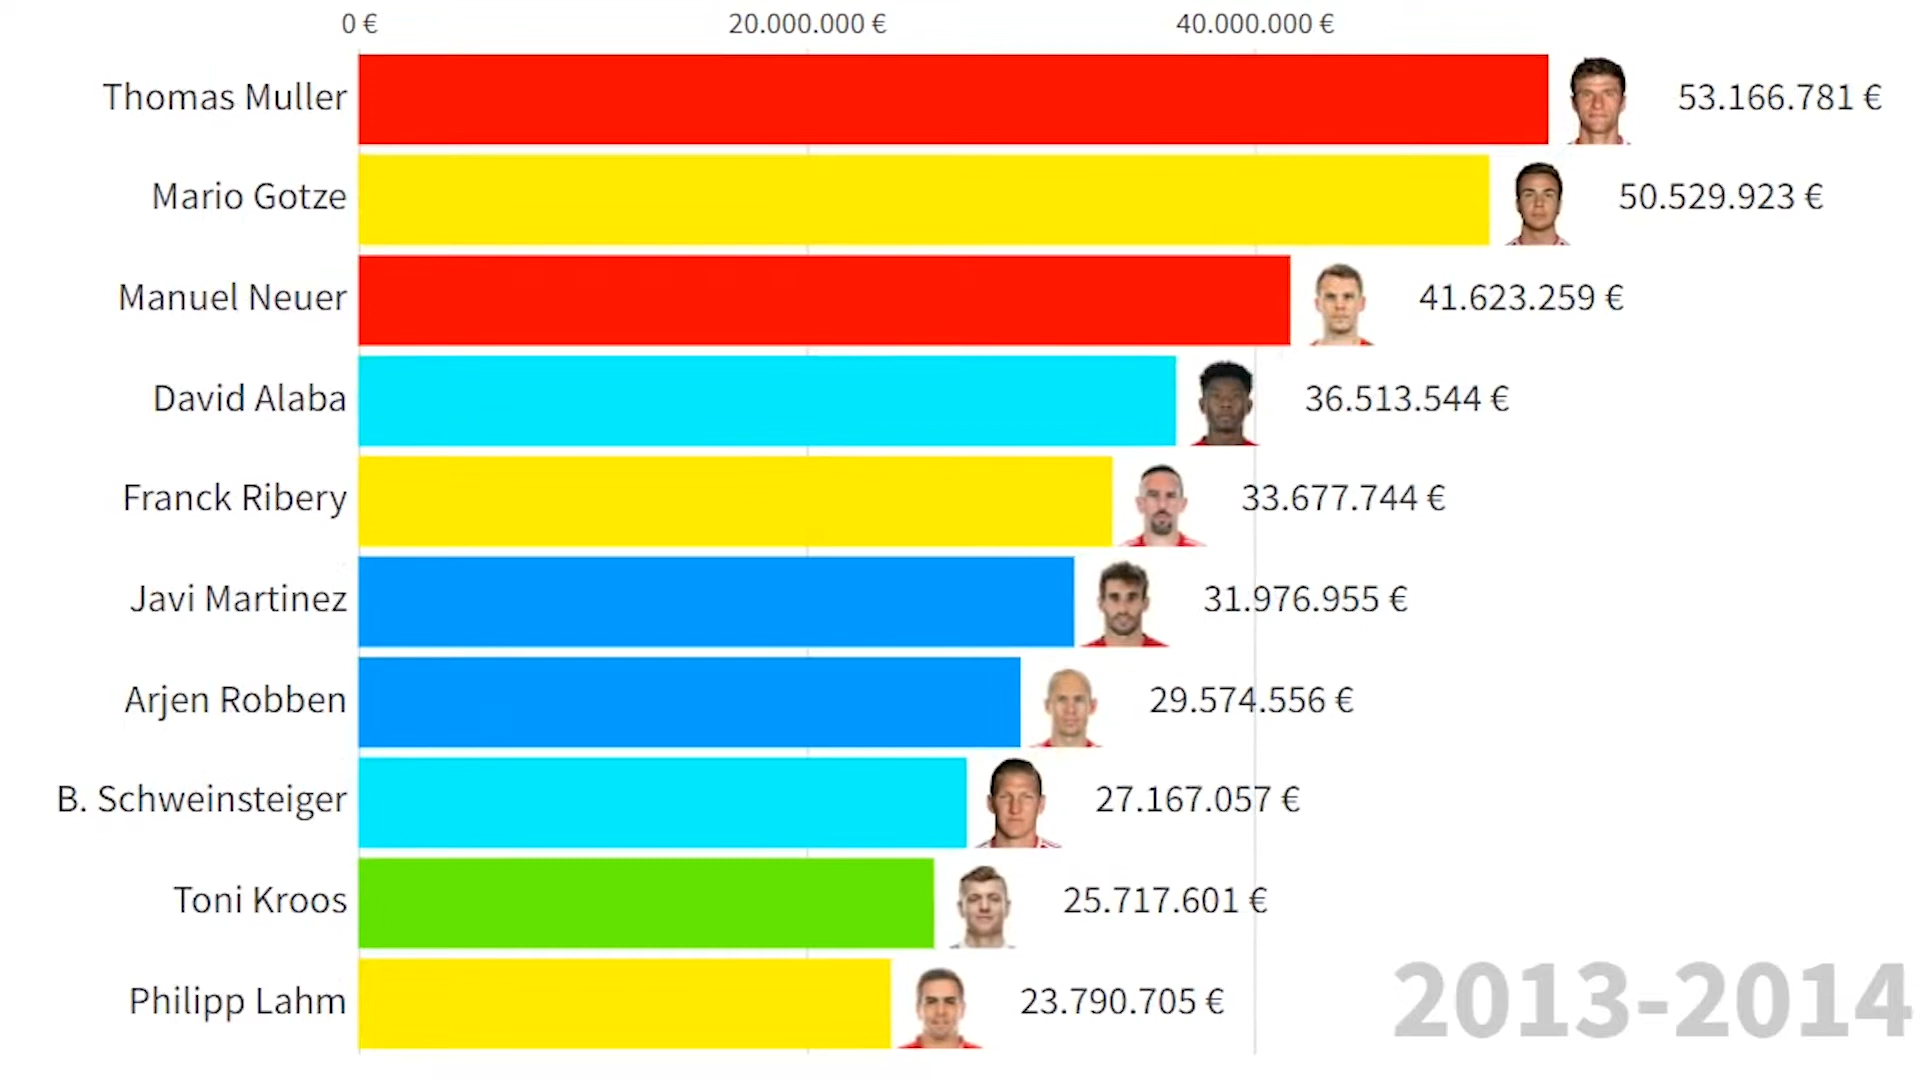 0 €
20.000.000 €
40.000.000 €
Thomas Muller 53.166.781 €
Mario Gotze 50.529.923 €
Manuel Neuer 41.623.259 €
David Alaba 36.513.544 €
Franck Ribery 33.677.744 €
Javi Martinez 31.976.955 €
Arjen Robben 29.574.556 €
B. Schweinsteiger 27.167.057 €
Toni Kroos 25.717.601 €
Philipp Lahm 23.790.705 €
2013-2014